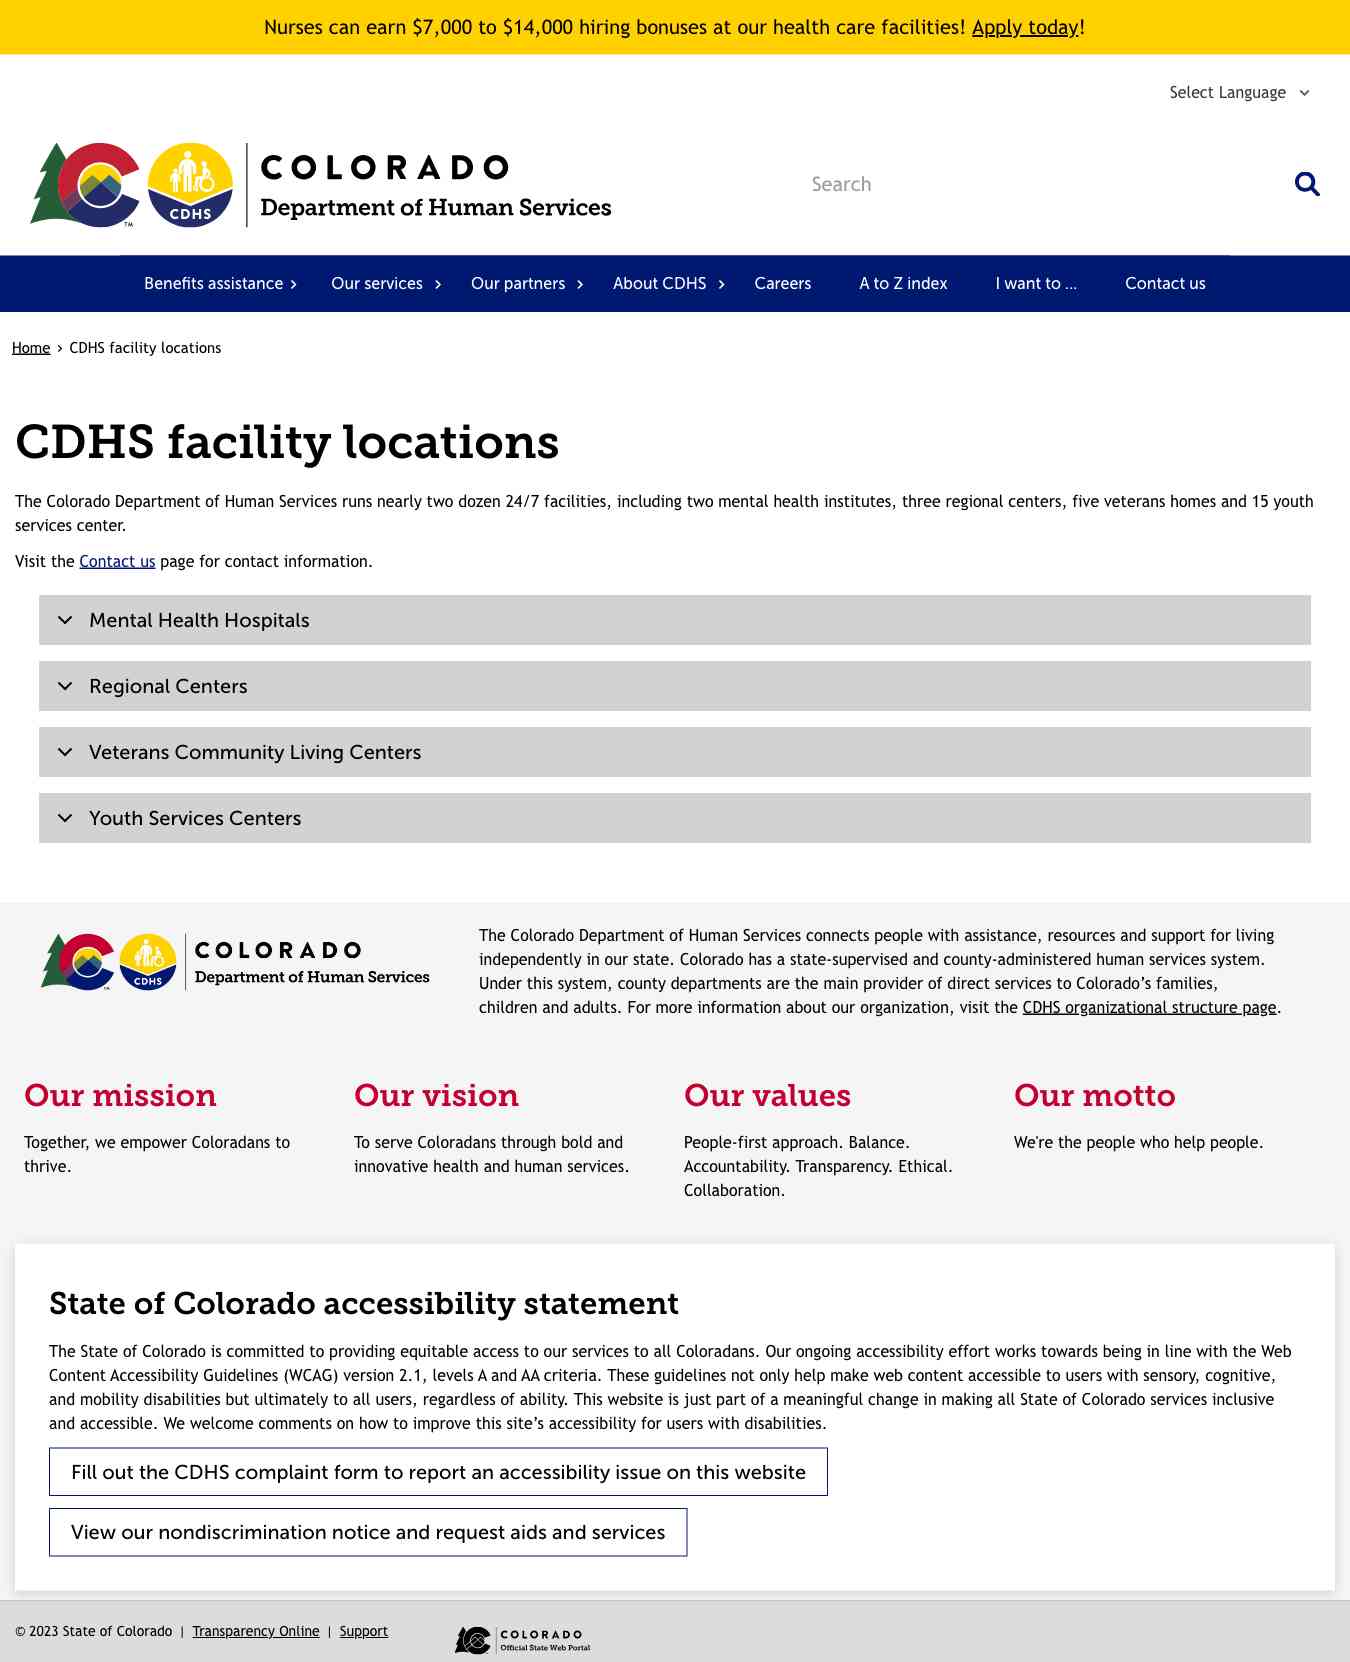 Nurses can earn $7,000 to $14,000 hiring bonuses at our health care facilities! Apply today!
Select Language
CDHS
TM
COLORADO
Department of Human Services
Search
Benefits assistance
Our services
Our partners
About CDHS
Careers
A to Z index
I want to ...
Contact us
Home › CDHS facility locations
CDHS facility locations
The Colorado Department of Human Services runs nearly two dozen 24/7 facilities, including two mental health institutes, three regional centers, five veterans homes and 15 youth
services center.
Visit the Contact us page for contact information.
Mental Health Hospitals
Regional Centers
Veterans Community Living Centers
Youth Services Centers
CDHS
TM
COLORADO
Department of Human Services
The Colorado Department of Human Services connects people with assistance, resources and support for living
independently in our state. Colorado has a state-supervised and county-administered human services system.
Under this system, county departments are the main provider of direct services to Colorado’s families,
children and adults. For more information about our organization, visit the CDHS organizational structure page.
Our mission
Together, we empower Coloradans to
thrive.
Our vision
To serve Coloradans through bold and
innovative health and human services.
Our values
People-first approach. Balance.
Accountability. Transparency. Ethical.
Collaboration.
Our motto
We're the people who help people.
State of Colorado accessibility statement
The State of Colorado is committed to providing equitable access to our services to all Coloradans. Our ongoing accessibility effort works towards being in line with the Web
Content Accessibility Guidelines (WCAG) version 2.1, levels A and AA criteria. These guidelines not only help make web content accessible to users with sensory, cognitive,
and mobility disabilities but ultimately to all users, regardless of ability. This website is just part of a meaningful change in making all State of Colorado services inclusive
and accessible. We welcome comments on how to improve this site’s accessibility for users with disabilities.
Fill out the CDHS complaint form to report an accessibility issue on this website
View our nondiscrimination notice and request aids and services
© 2023 State of Colorado | Transparency Online | Support
COLORADO
Official State Web Portal